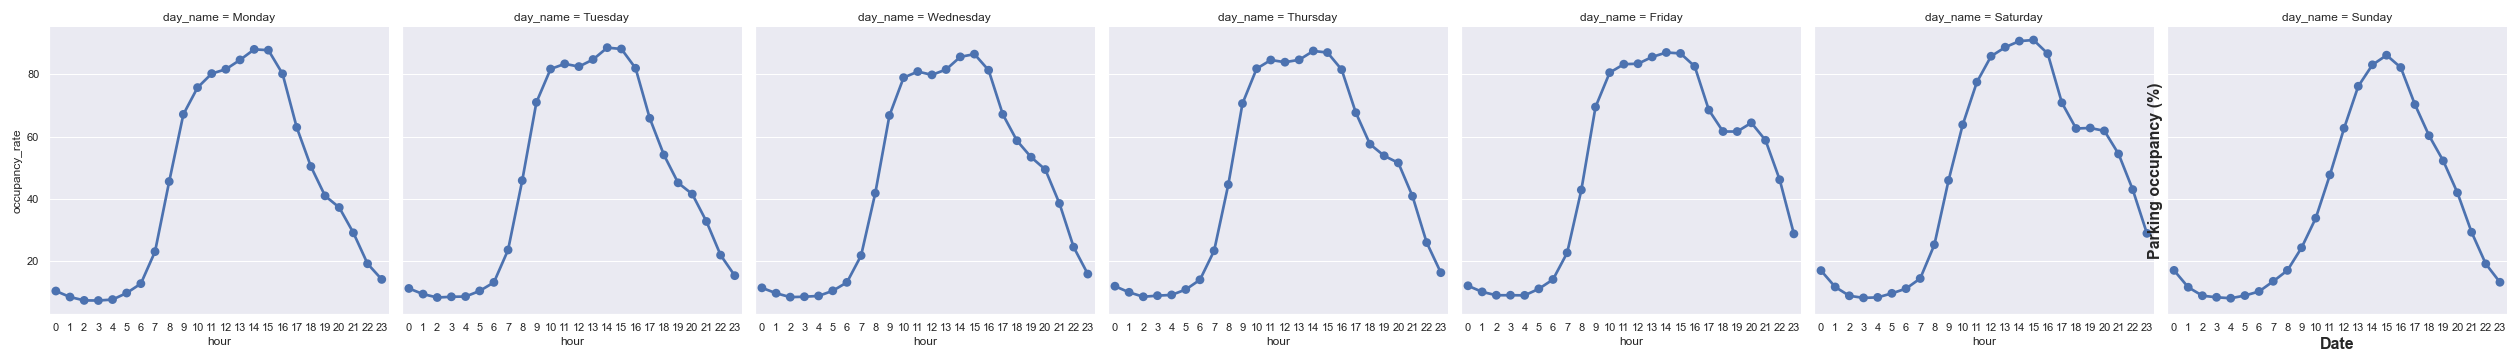 day_name = Monday
day_name = Tuesday
day_name = Wednesday
day_name = Thursday
day_name = Friday
day_name = Saturday
day_name = Sunday
occupancy_rate
80
60
40
20
Parking occupancy (%)
0 1 2 3 4 5 6 7 8 9 10 11 12 13 14 15 16 17 18 19 20 21 22 23
0 1 2 3 4 5 6 7 8 9 10 11 12 13 14 15 16 17 18 19 20 21 22 23
0 1 2 3 4 5 6 7 8 9 10 11 12 13 14 15 16 17 18 19 20 21 22 23
0 1 2 3 4 5 6 7 8 9 10 11 12 13 14 15 16 17 18 19 20 21 22 23
0 1 2 3 4 5 6 7 8 9 10 11 12 13 14 15 16 17 18 19 20 21 22 23
0 1 2 3 4 5 6 7 8 9 10 11 12 13 14 15 16 17 18 19 20 21 22 23
0 1 2 3 4 5 6 7 8 9 10 11 12 13 14 15 16 17 18 19 20 21 22 23
hour
hour
hour
hour
hour
hour
Date